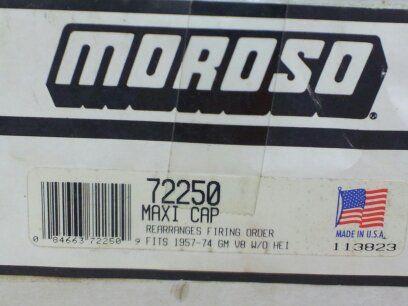 MOROSO®
72250
MAXI CAP
REARRANGES FIRING ORDER
FITS 1957-74 GM V8 W/O HEI
0 84663 72250 9
MADE IN U.S.A.
113823